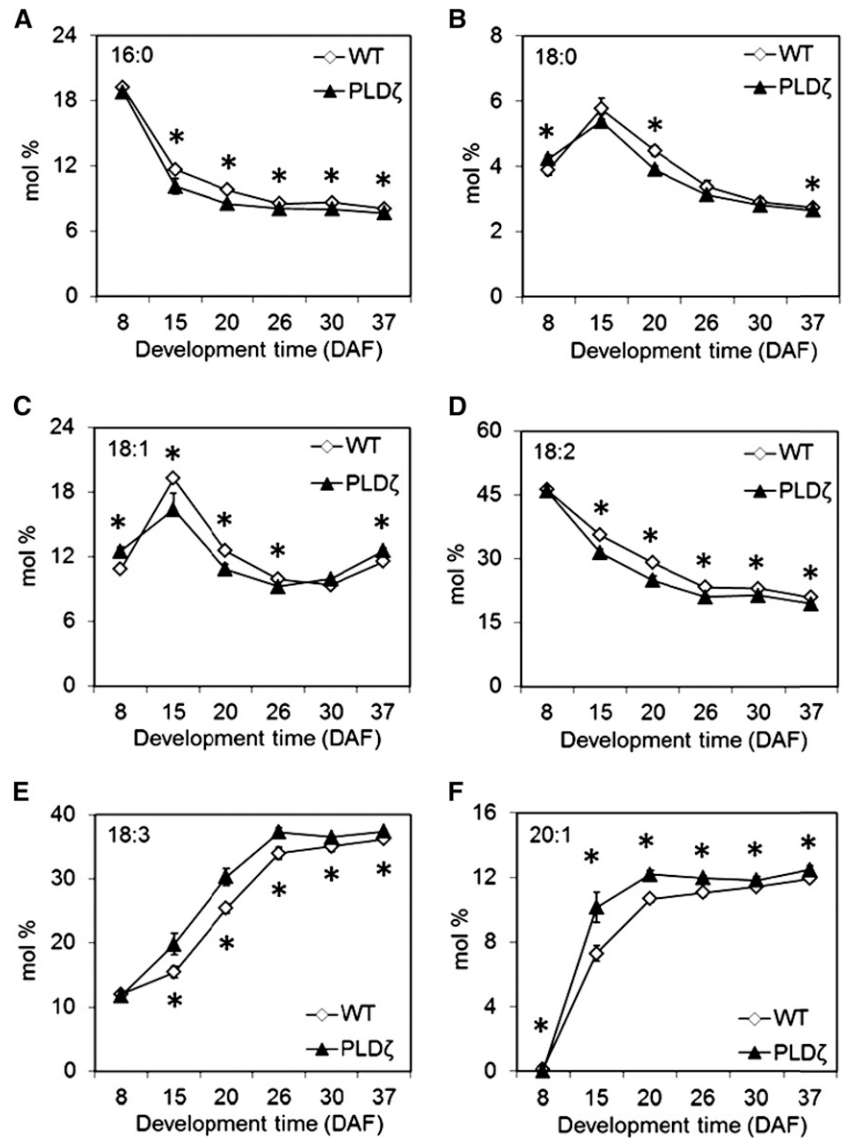 A
24
18
12
6
0
mol %
16:0
WT
PLDζ
*
*
*
*
*
8 15 20 26 30 37
Development time (DAF)
B
8
6
4
2
0
mol %
18:0
WT
PLDζ
*
*
*
8 15 20 26 30 37
Development time (DAF)
C
24
18
12
6
0
mol %
18:1
WT
PLDζ
*
*
*
*
*
8 15 20 26 30 37
Development time (DAF)
D
60
45
30
15
0
mol %
18:2
WT
PLDζ
*
*
*
*
*
8 15 20 26 30 37
Development time (DAF)
E
40
30
20
10
0
mol %
18:3
WT
PLDζ
*
*
*
*
*
8 15 20 26 30 37
Development time (DAF)
F
16
12
8
4
0
mol %
20:1
WT
PLDζ
*
*
*
*
*
*
8 15 20 26 30 37
Development time (DAF)